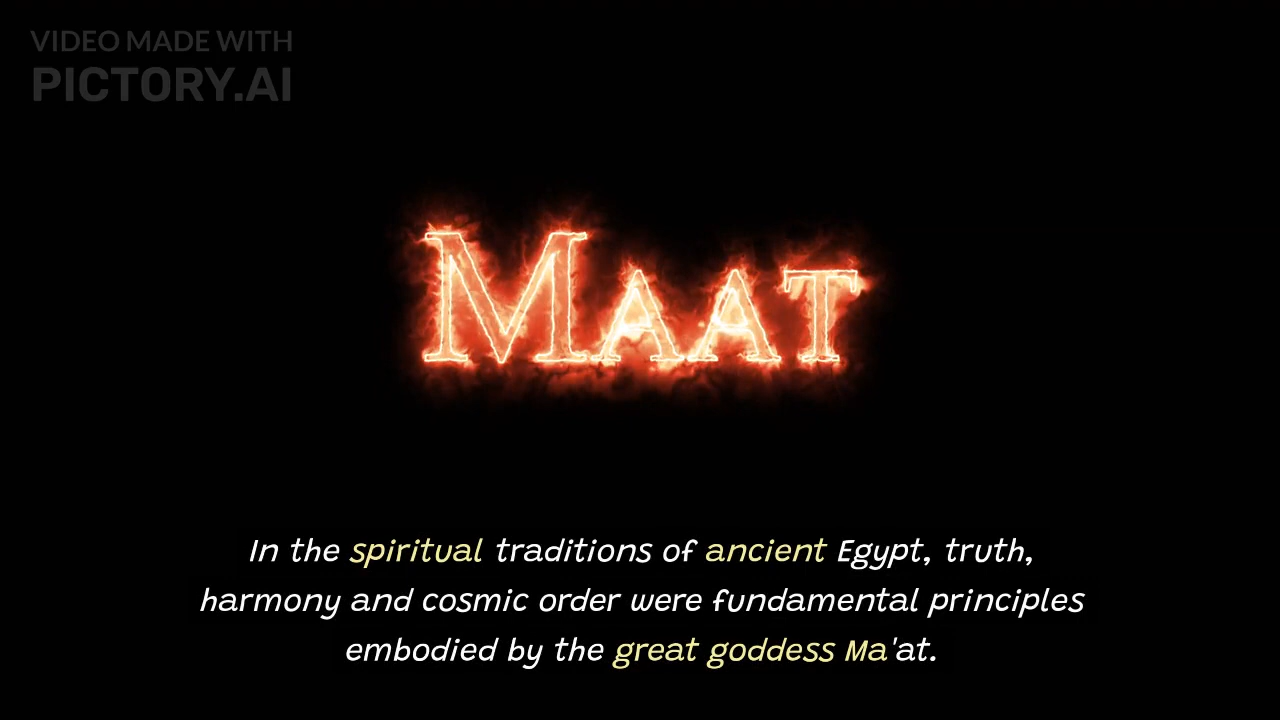 VIDEO MADE WITH
PICTORY.AI
MAAT
In the spiritual traditions of ancient Egypt, truth,
harmony and cosmic order were fundamental principles
embodied by the great goddess Ma'at.